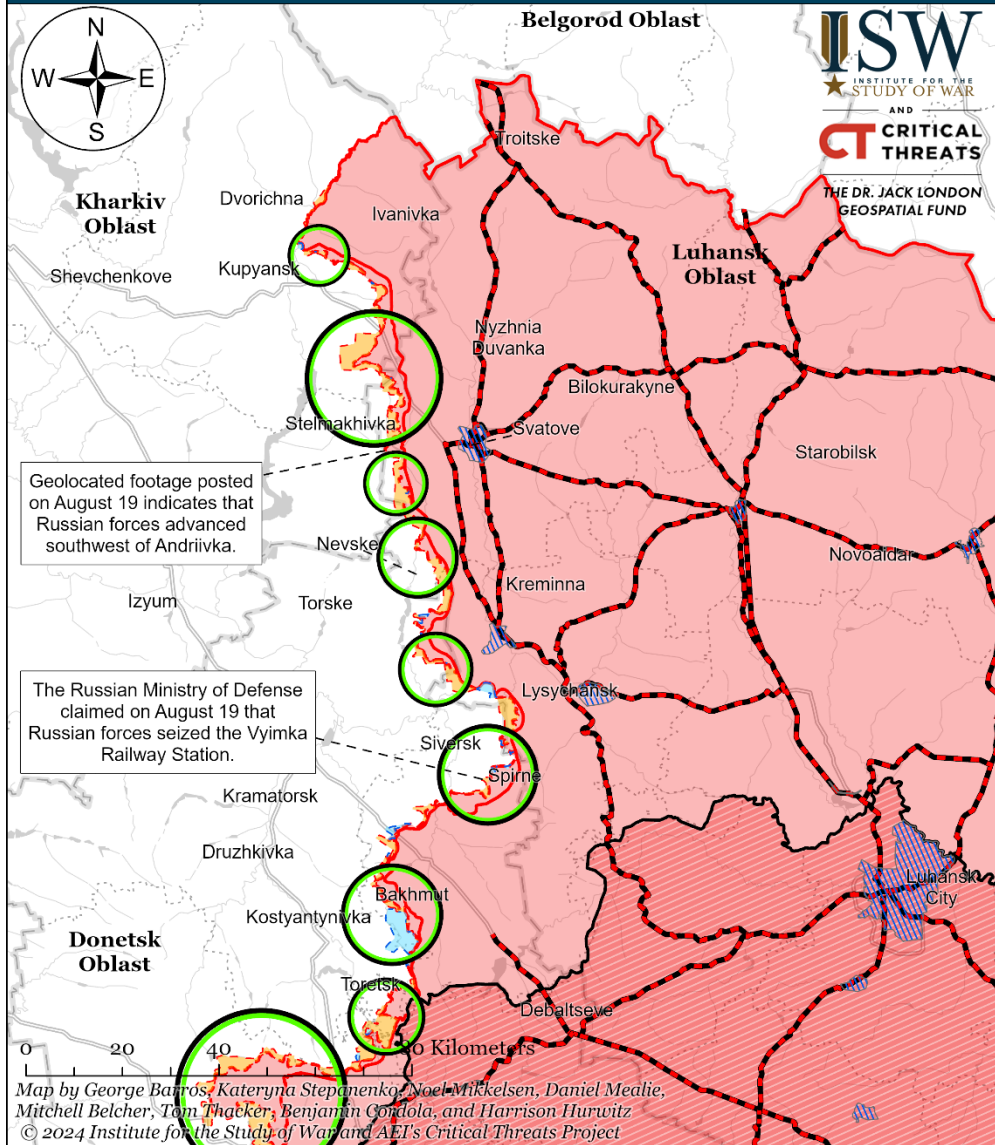 Belgorod Oblast
N
W
E
S
ISW
INSTITUTE FOR THE
STUDY OF WAR
AND
CT CRITICAL
THREATS
THE DR. JACK LONDON
GEOSPATIAL FUND
Troitske
Kharkiv
Oblast
Dvorichna
Ivanivka
Shevchenkove
Kupyansk
Luhansk
Oblast
Nyzhnia
Duvanka
Bilokurakyne
Stelmakhivka
Svatove
Starobilsk
Geolocated footage posted
on August 19 indicates that
Russian forces advanced
southwest of Andriivka.
Nevske
Novoaidar
Kreminna
Izyum
Torske
The Russian Ministry of Defense
claimed on August 19 that
Russian forces seized the Vyimka
Railway Station.
Lysychansk
Siversk
Spirne
Kramatorsk
Druzhkivka
Bakhmut
Kostyantynivka
Luhansk
City
Donetsk
Oblast
Toretsk
Debaltseve
0 20 40 80 Kilometers
Map by George Barros, Kateryna Stepanenko, Noel Mikkelsen, Daniel Mealie,
Mitchell Belcher, Tom Thacker, Benjamin Cordola, and Harrison Hurwitz
© 2024 Institute for the Study of War and AEI's Critical Threats Project